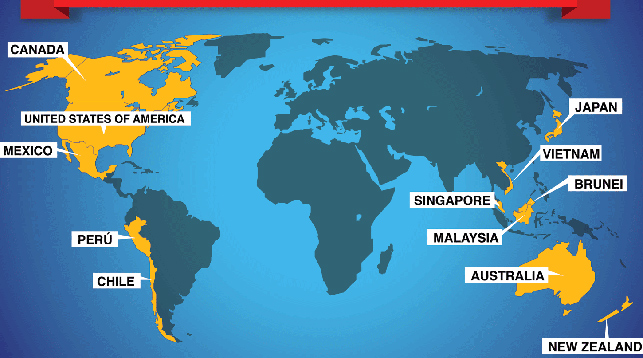 CANADA
UNITED STATES OF AMERICA
MEXICO
PERÚ
CHILE
JAPAN
VIETNAM
BRUNEI
SINGAPORE
MALAYSIA
AUSTRALIA
NEW ZEALAND